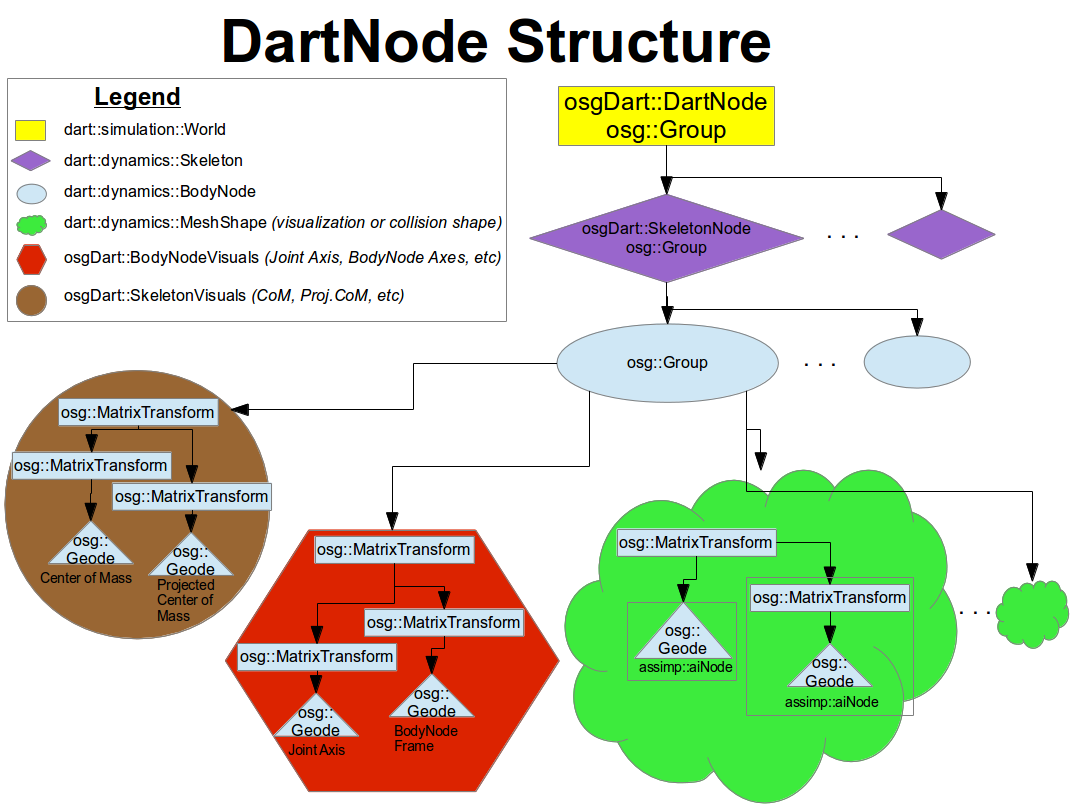 DartNode Structure
Legend
dart::simulation::World
dart::dynamics::Skeleton
dart::dynamics::BodyNode
dart::dynamics::MeshShape (visualization or collision shape)
osgDart::BodyNodeVisuals (Joint Axis, BodyNode Axes, etc)
osgDart::SkeletonVisuals (CoM, Proj.CoM, etc)
osgDart::DartNode
osg::Group
osgDart::SkeletonNode
osg::Group
. . .
osg::Group
. . .
osg::MatrixTransform
osg::MatrixTransform
osg::MatrixTransform
osg::
Geode
Center of Mass
osg::
Geode
Projected
Center of
Mass
osg::MatrixTransform
osg::MatrixTransform
osg::MatrixTransform
osg::
Geode
Joint Axis
osg::
Geode
BodyNode
Frame
osg::MatrixTransform
osg::MatrixTransform
osg::
Geode
assimp::aiNode
osg::
Geode
assimp::aiNode
. . .